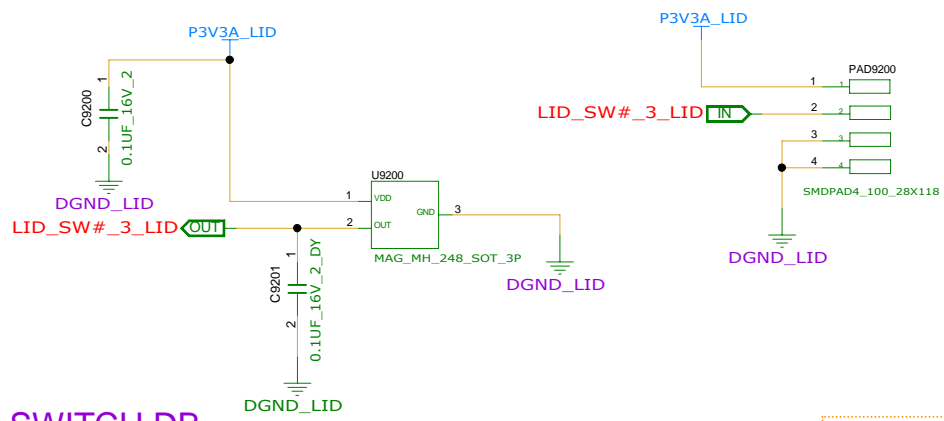 P3V3A_LID
1
C9200
0.1UF_16V_2
2
DGND_LID
U9200
1
VDD
LID_SW#_3_LID
OUT
2
OUT
GND
3
MAG_MH_248_SOT_3P
DGND_LID
1
C9201
0.1UF_16V_2_DY
2
DGND_LID
P3V3A_LID
PAD9200
1
1
LID_SW#_3_LID
IN
2
2
3
3
4
4
SMDPAD4_100_28X118
DGND_LID